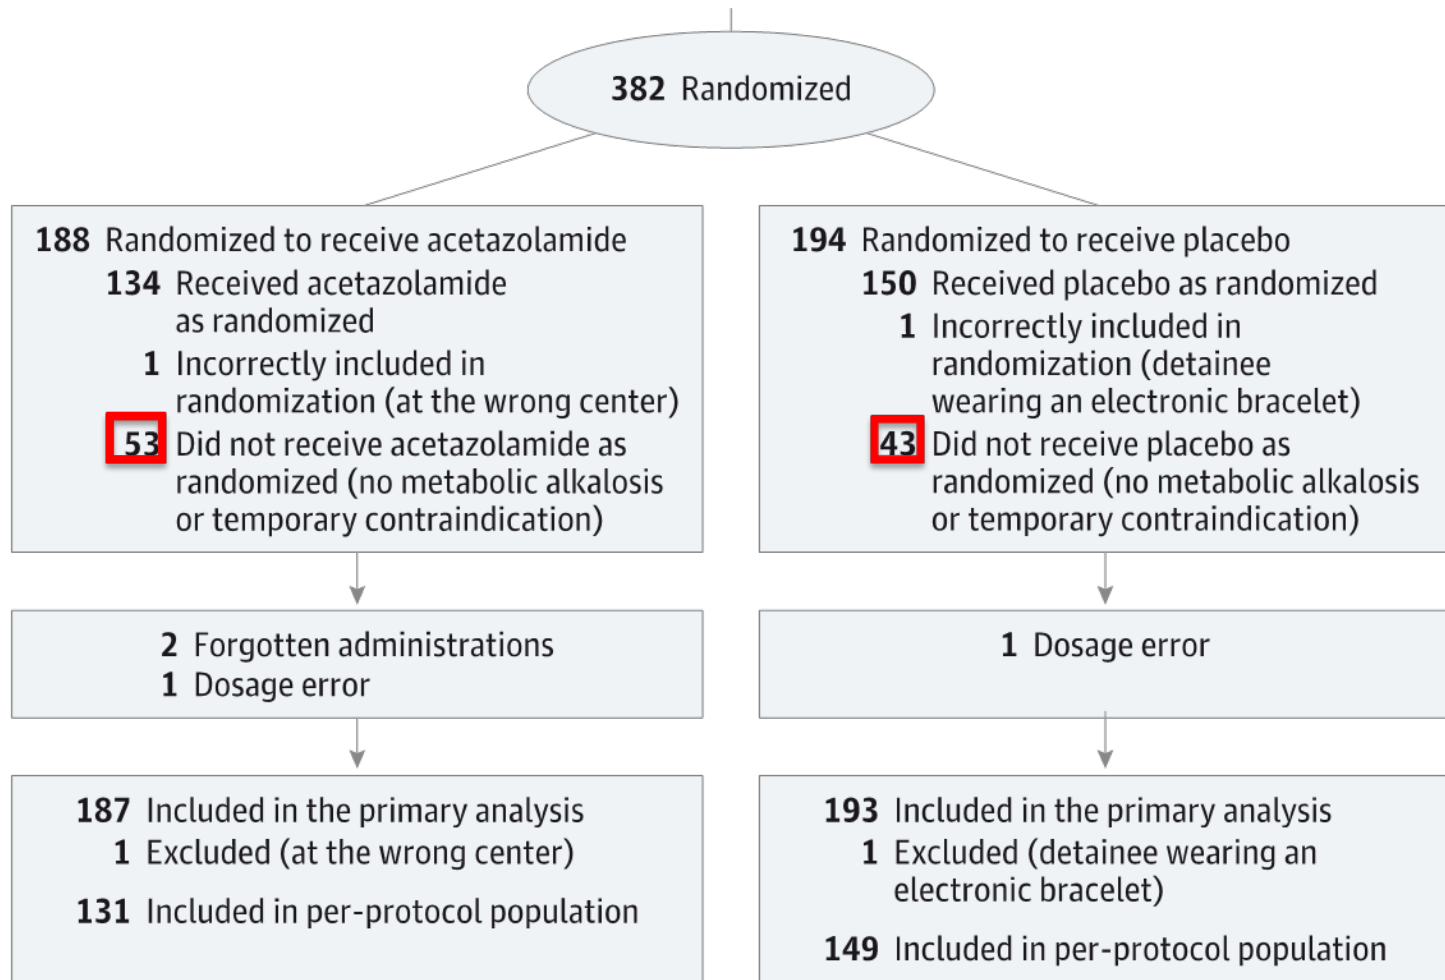 382 Randomized
188 Randomized to receive acetazolamide
134 Received acetazolamide
as randomized
1 Incorrectly included in
randomization (at the wrong center)
53 Did not receive acetazolamide as
randomized (no metabolic alkalosis
or temporary contraindication)
194 Randomized to receive placebo
150 Received placebo as randomized
1 Incorrectly included in
randomization (detainee
wearing an electronic bracelet)
43 Did not receive placebo as
randomized (no metabolic alkalosis
or temporary contraindication)
2 Forgotten administrations
1 Dosage error
1 Dosage error
187 Included in the primary analysis
1 Excluded (at the wrong center)
131 Included in per-protocol population
193 Included in the primary analysis
1 Excluded (detainee wearing an
electronic bracelet)
149 Included in per-protocol population